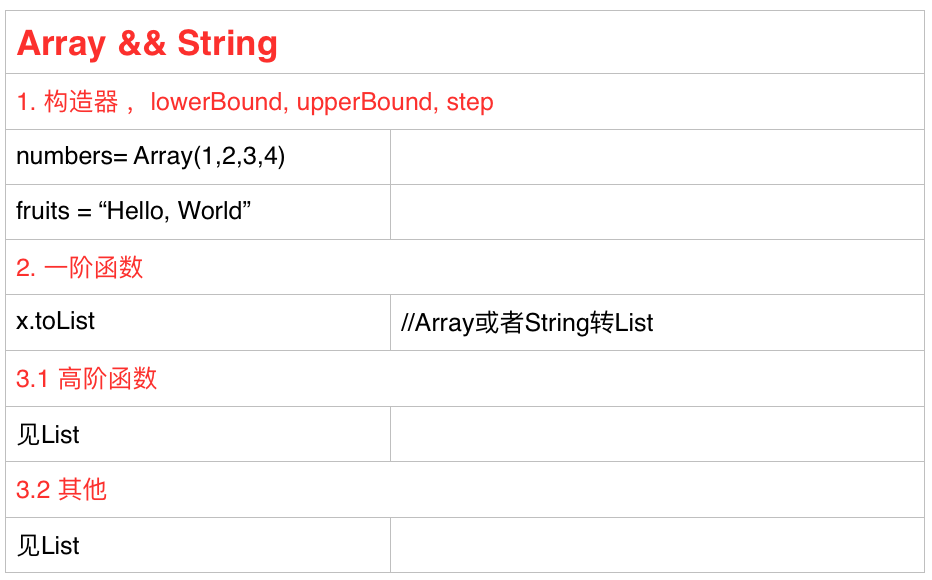 Array && String
1. 构造器 ，lowerBound, upperBound, step
numbers= Array(1,2,3,4)
fruits = “Hello, World”
2. 一阶函数
x.toList //Array或者String转List
3.1 高阶函数
见List
3.2 其他
见List